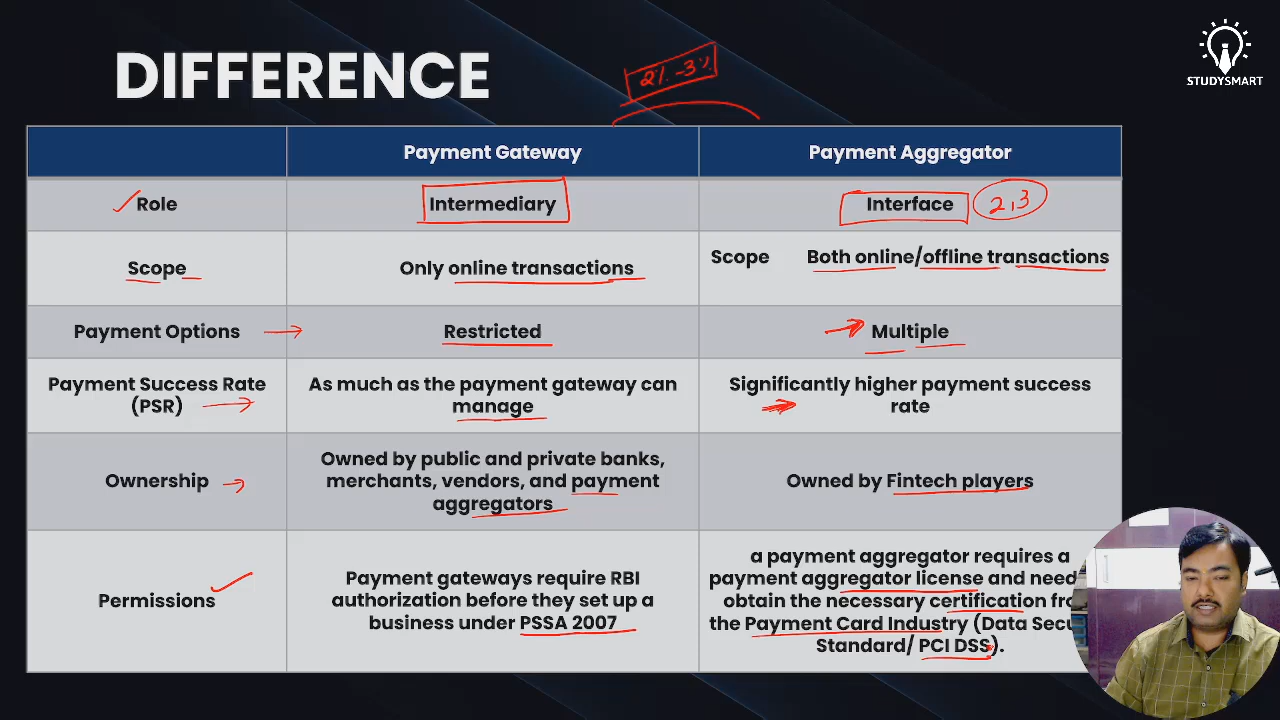 DIFFERENCE
2% - 3%
STUDYSMART
Payment Gateway
Payment Aggregator
Role
Intermediary
Interface
2,3
Scope
Only online transactions
Scope
Both online/offline transactions
Payment Options
Restricted
Multiple
Payment Success Rate
(PSR)
As much as the payment gateway can
manage
Significantly higher payment success
rate
Ownership
Owned by public and private banks,
merchants, vendors, and payment
aggregators
Owned by Fintech players
Permissions
Payment gateways require RBI
authorization before they set up a
business under PSSA 2007
a payment aggregator requires a
payment aggregator license and need
obtain the necessary certification
the Payment Card Industry (Data
Standard/ PCI DSS).